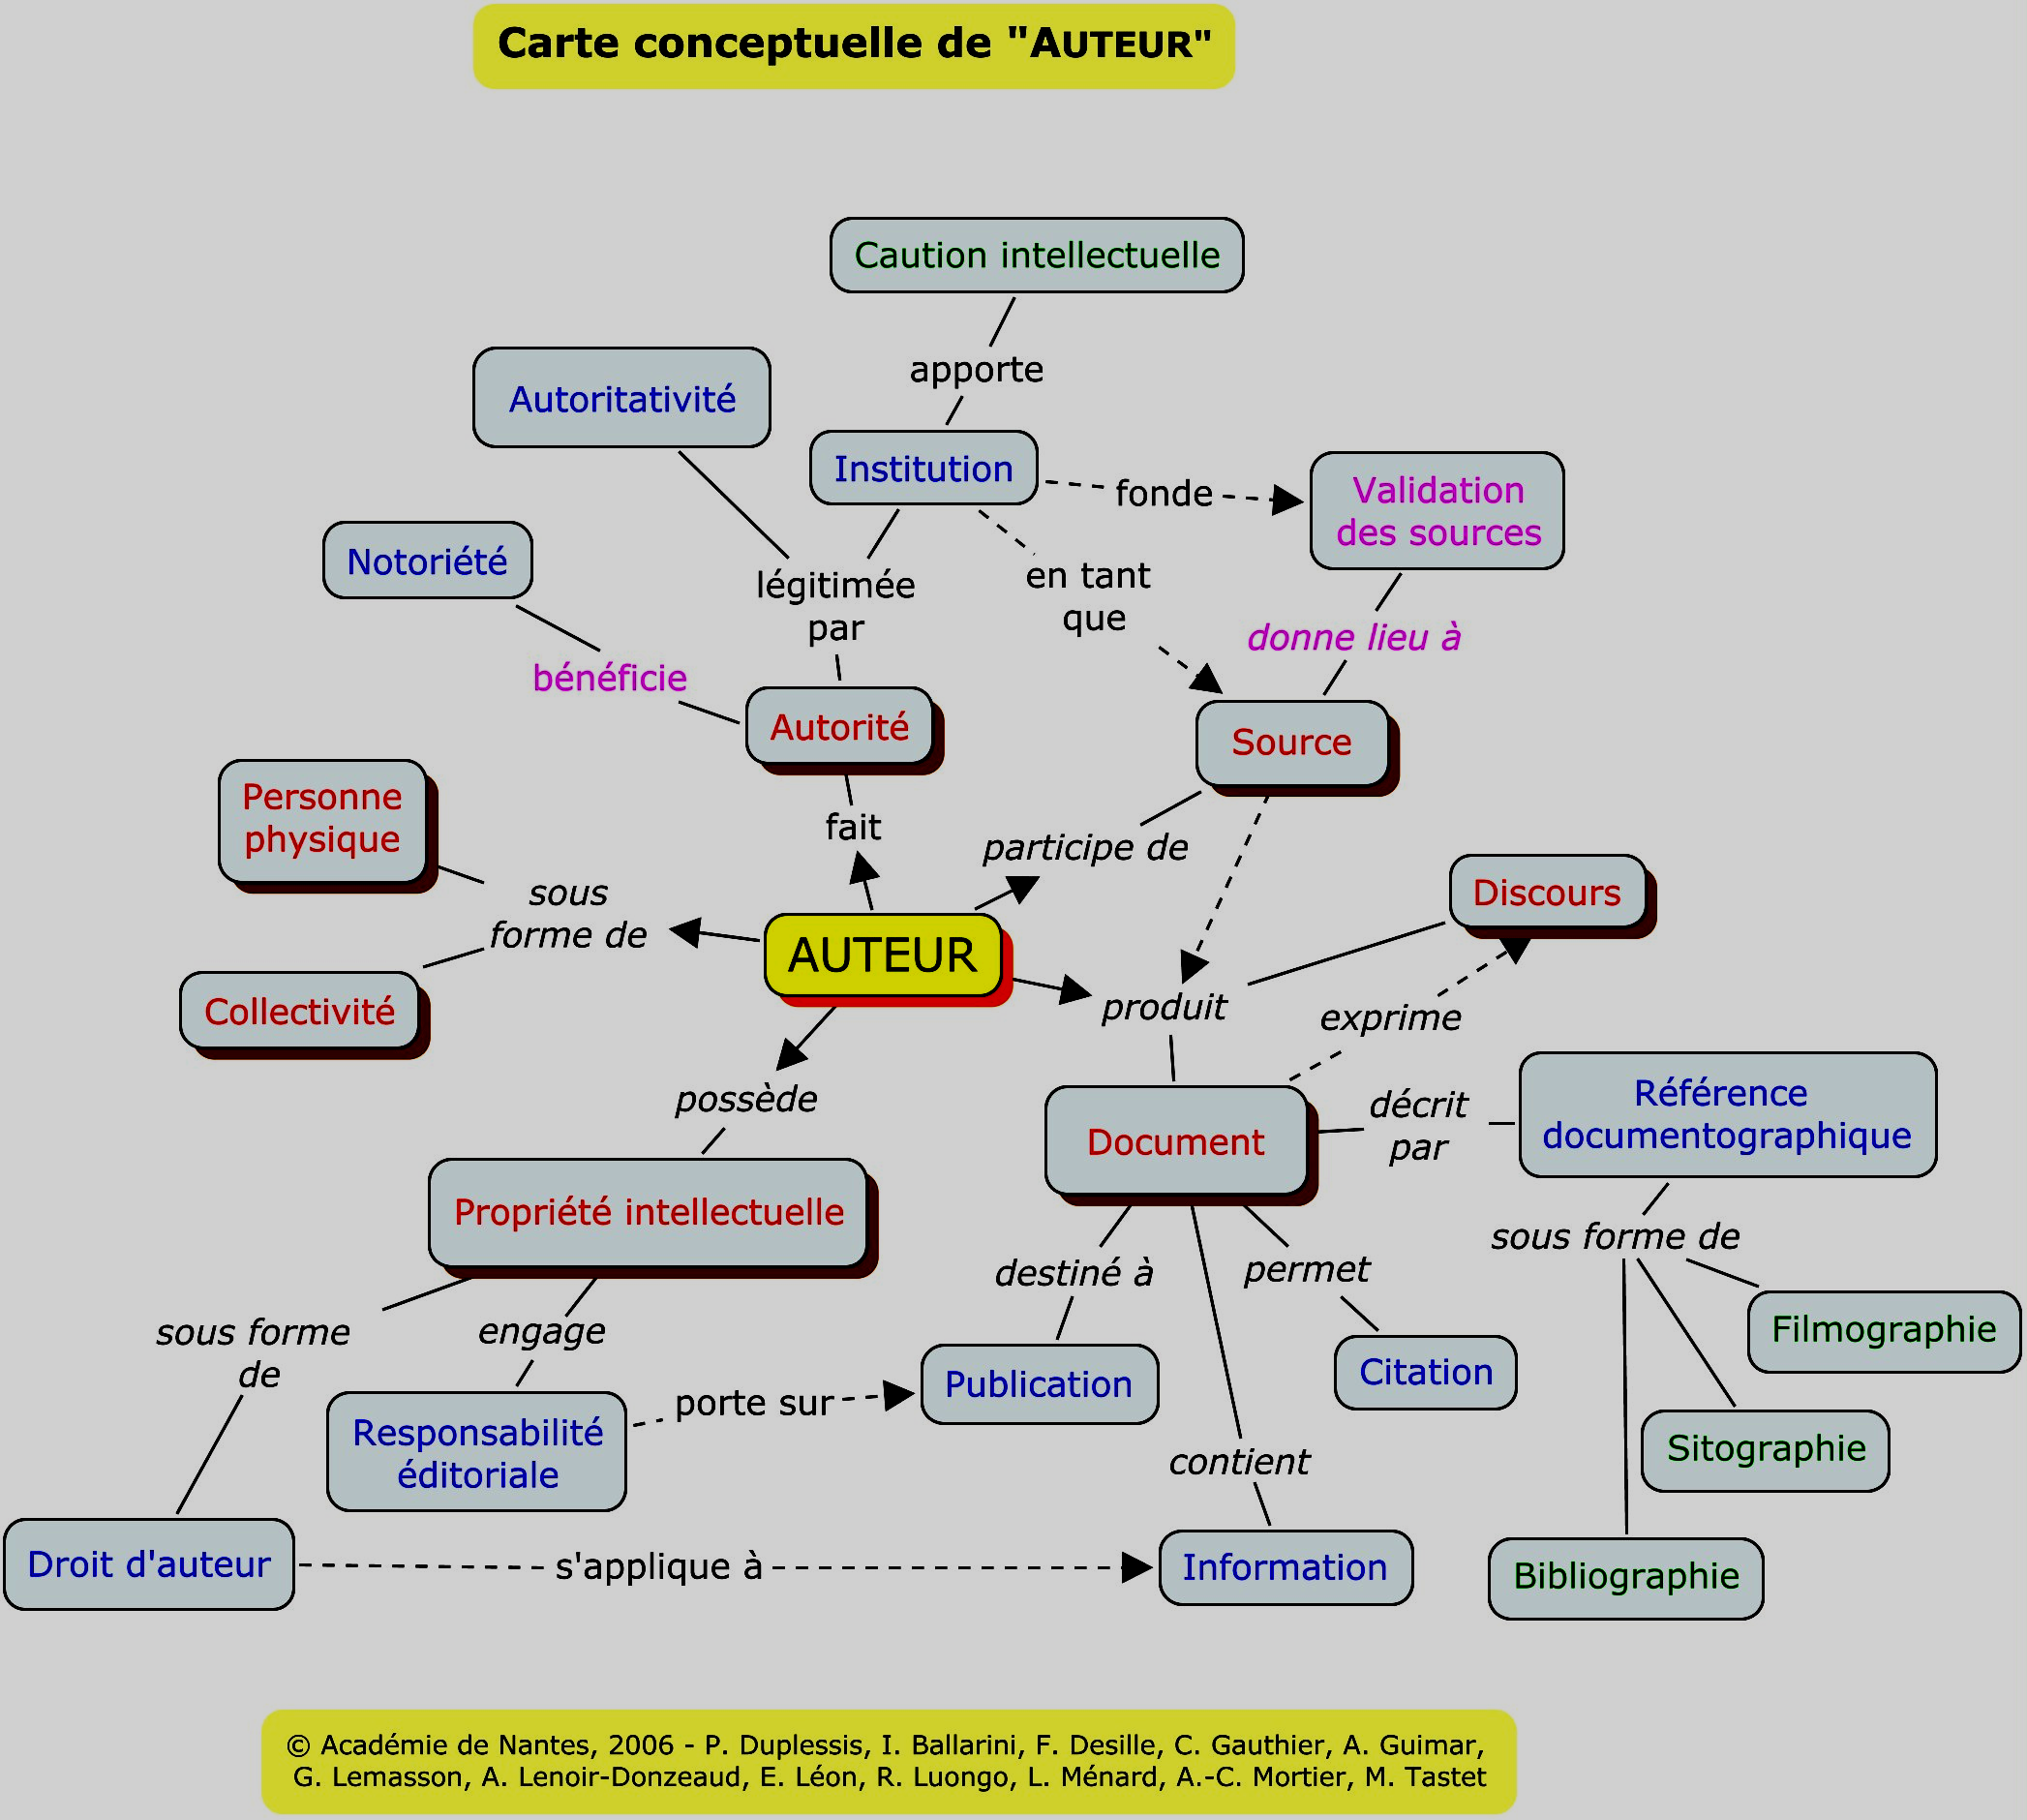 Carte conceptuelle de "AUTEUR"
Caution intellectuelle
apporte
Autoritativité
Institution
fonde
Validation
des sources
Notoriété
légitimée
par
en tant
que
donne lieu à
bénéficie
Autorité
Source
Personne
physique
fait
participe de
sous
forme de
Discours
AUTEUR
Collectivité
produit
exprime
possède
Document
décrit
par
Référence
documentographique
Propriété intellectuelle
sous forme de
destiné à
permet
sous forme
de
engage
Filmographie
Publication
Citation
porte sur
Responsabilité
éditoriale
Sitographie
contient
Droit d'auteur
s'applique à
Information
Bibliographie
© Académie de Nantes, 2006 - P. Duplessis, I. Ballarini, F. Desille, C. Gauthier, A. Guimar,
G. Lemasson, A. Lenoir-Donzeaud, E. Léon, R. Luongo, L. Ménard, A.-C. Mortier, M. Tastet